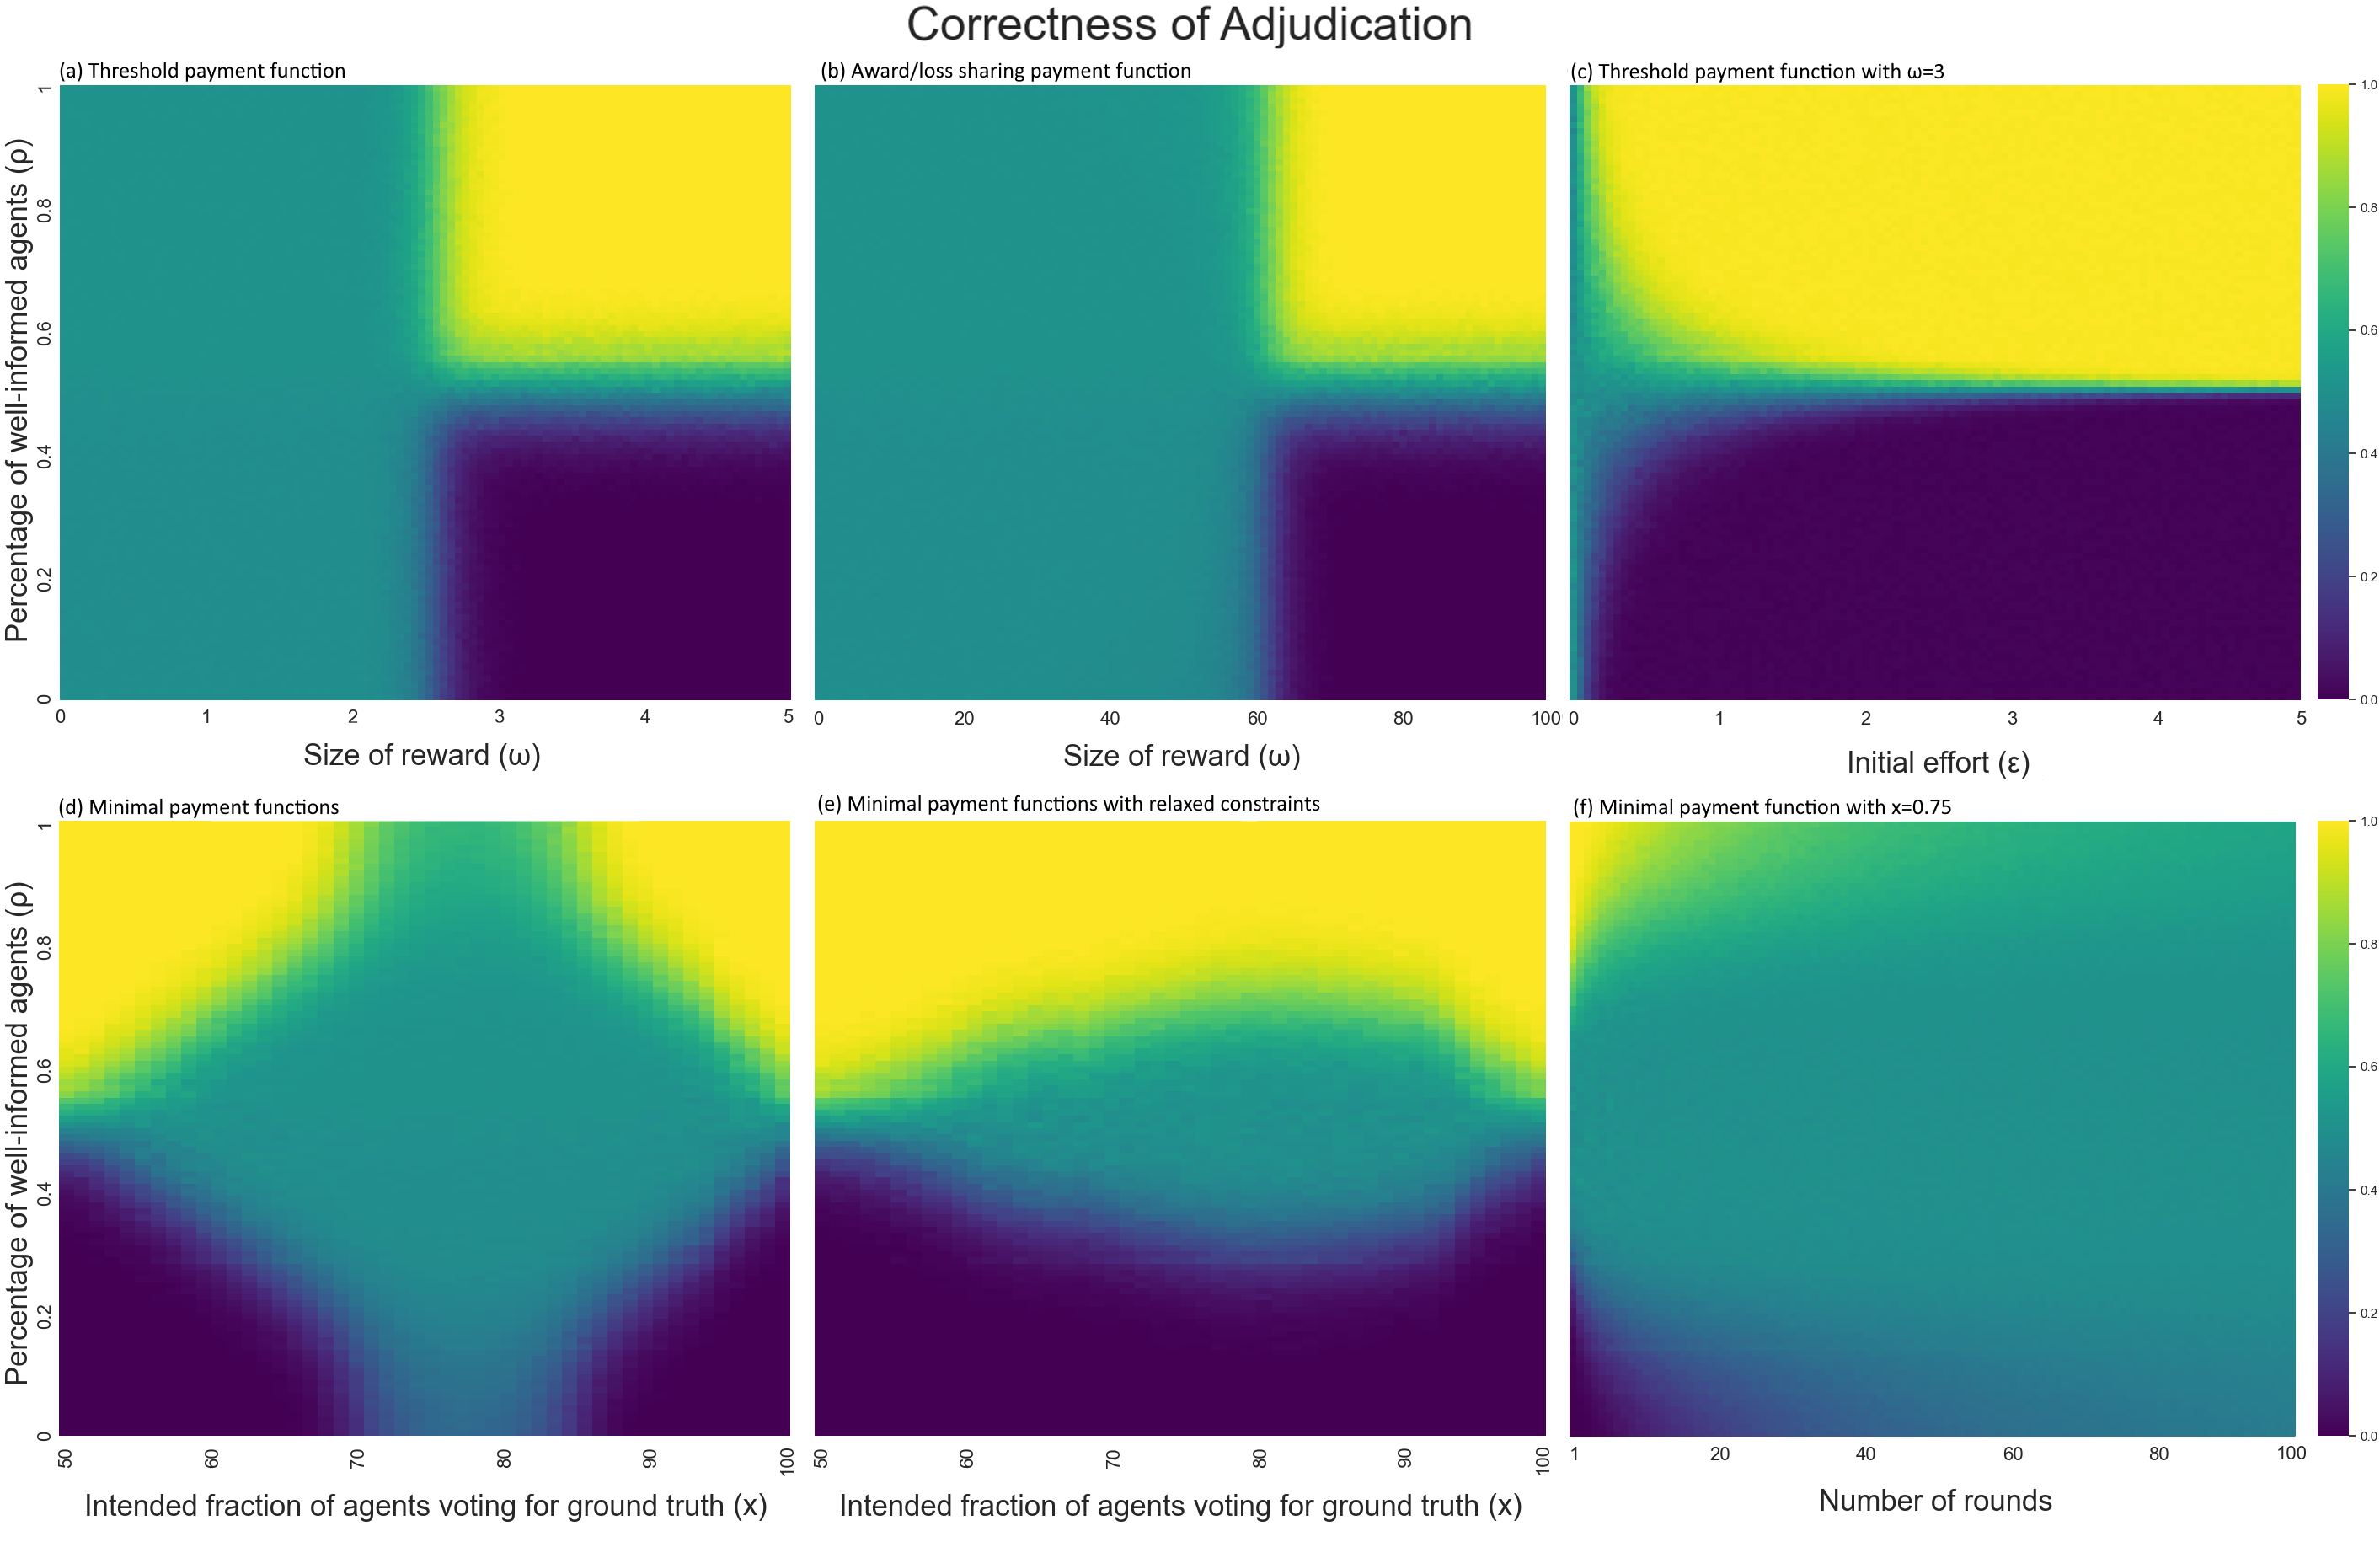 Correctness of Adjudication
(a) Threshold payment function
(b) Award/loss sharing payment function
(c) Threshold payment function with ω=3
Percentage of well-informed agents (ρ)
1
0.8
0.6
0.4
0.2
0
0 1 2 3 4 5
Size of reward (ω)
0 20 40 60 80 100
Size of reward (ω)
0 1 2 3 4 5
Initial effort (ε)
1.0
0.8
0.6
0.4
0.2
0.0
(d) Minimal payment functions
(e) Minimal payment functions with relaxed constraints
(f) Minimal payment function with x=0.75
Percentage of well-informed agents (ρ)
1
0.8
0.6
0.4
0.2
0
50 60 70 80 90 100
Intended fraction of agents voting for ground truth (x)
50 60 70 80 90 100
Intended fraction of agents voting for ground truth (x)
1 20 40 60 80 100
Number of rounds
1.0
0.8
0.6
0.4
0.2
0.0